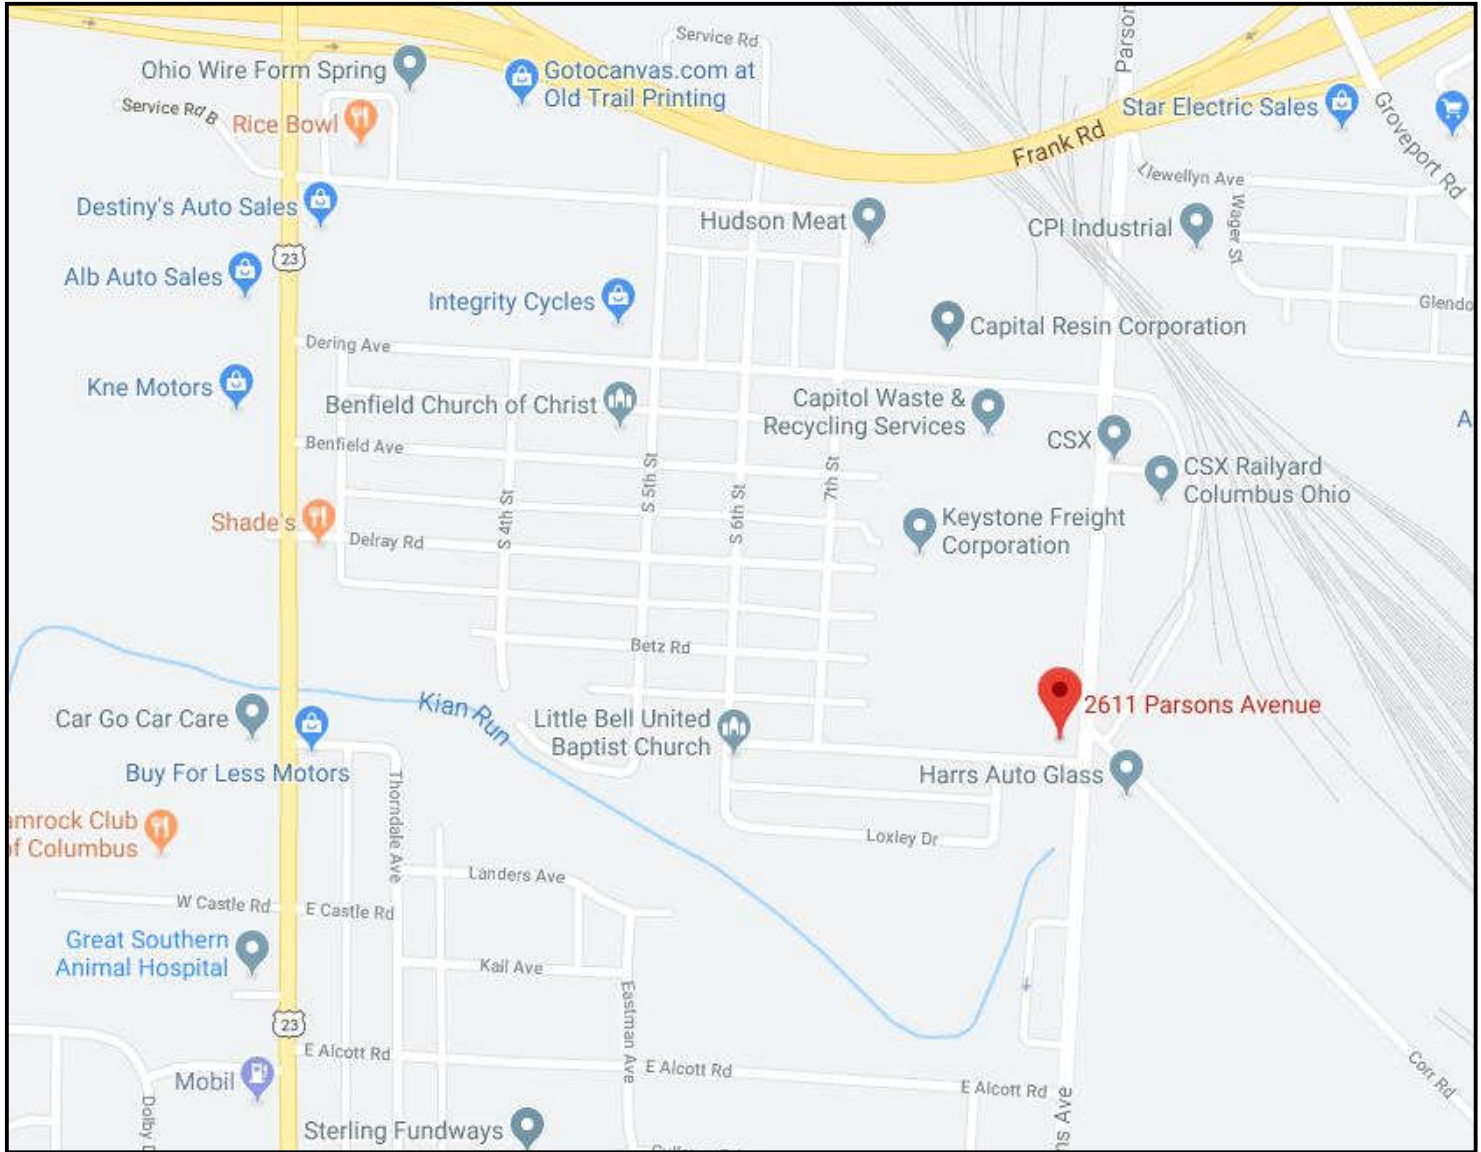 Service Rd
Parson
Ohio Wire Form Spring
Gotocanvas.com at
Old Trail Printing
Service Rd B
Rice Bowl
Star Electric Sales
Groveport Rd
Frank Rd
Llewellyn Ave
Wager St
Destiny's Auto Sales
Hudson Meat
CPI Industrial
23
Alb Auto Sales
Integrity Cycles
Glendo
Capital Resin Corporation
Dering Ave
Kne Motors
Benfield Church of Christ
Capitol Waste &
Recycling Services
A
CSX
Benfield Ave
CSX Railyard
Columbus Ohio
S 4th St
S 5th St
S 6th St
7th St
Shade's
Delray Rd
Keystone Freight
Corporation
Betz Rd
Kian Run
2611 Parsons Avenue
Car Go Car Care
Little Bell United
Baptist Church
Buy For Less Motors
Harrs Auto Glass
Thorndale Ave
amrock Club
of Columbus
Loxley Dr
Landers Ave
W Castle Rd
E Castle Rd
Great Southern
Animal Hospital
Kail Ave
Eastman Ave
23
E Alcott Rd
E Alcott Rd
E Alcott Rd
Corr Rd
Mobil
Dolby D
ns Ave
Sterling Fundways